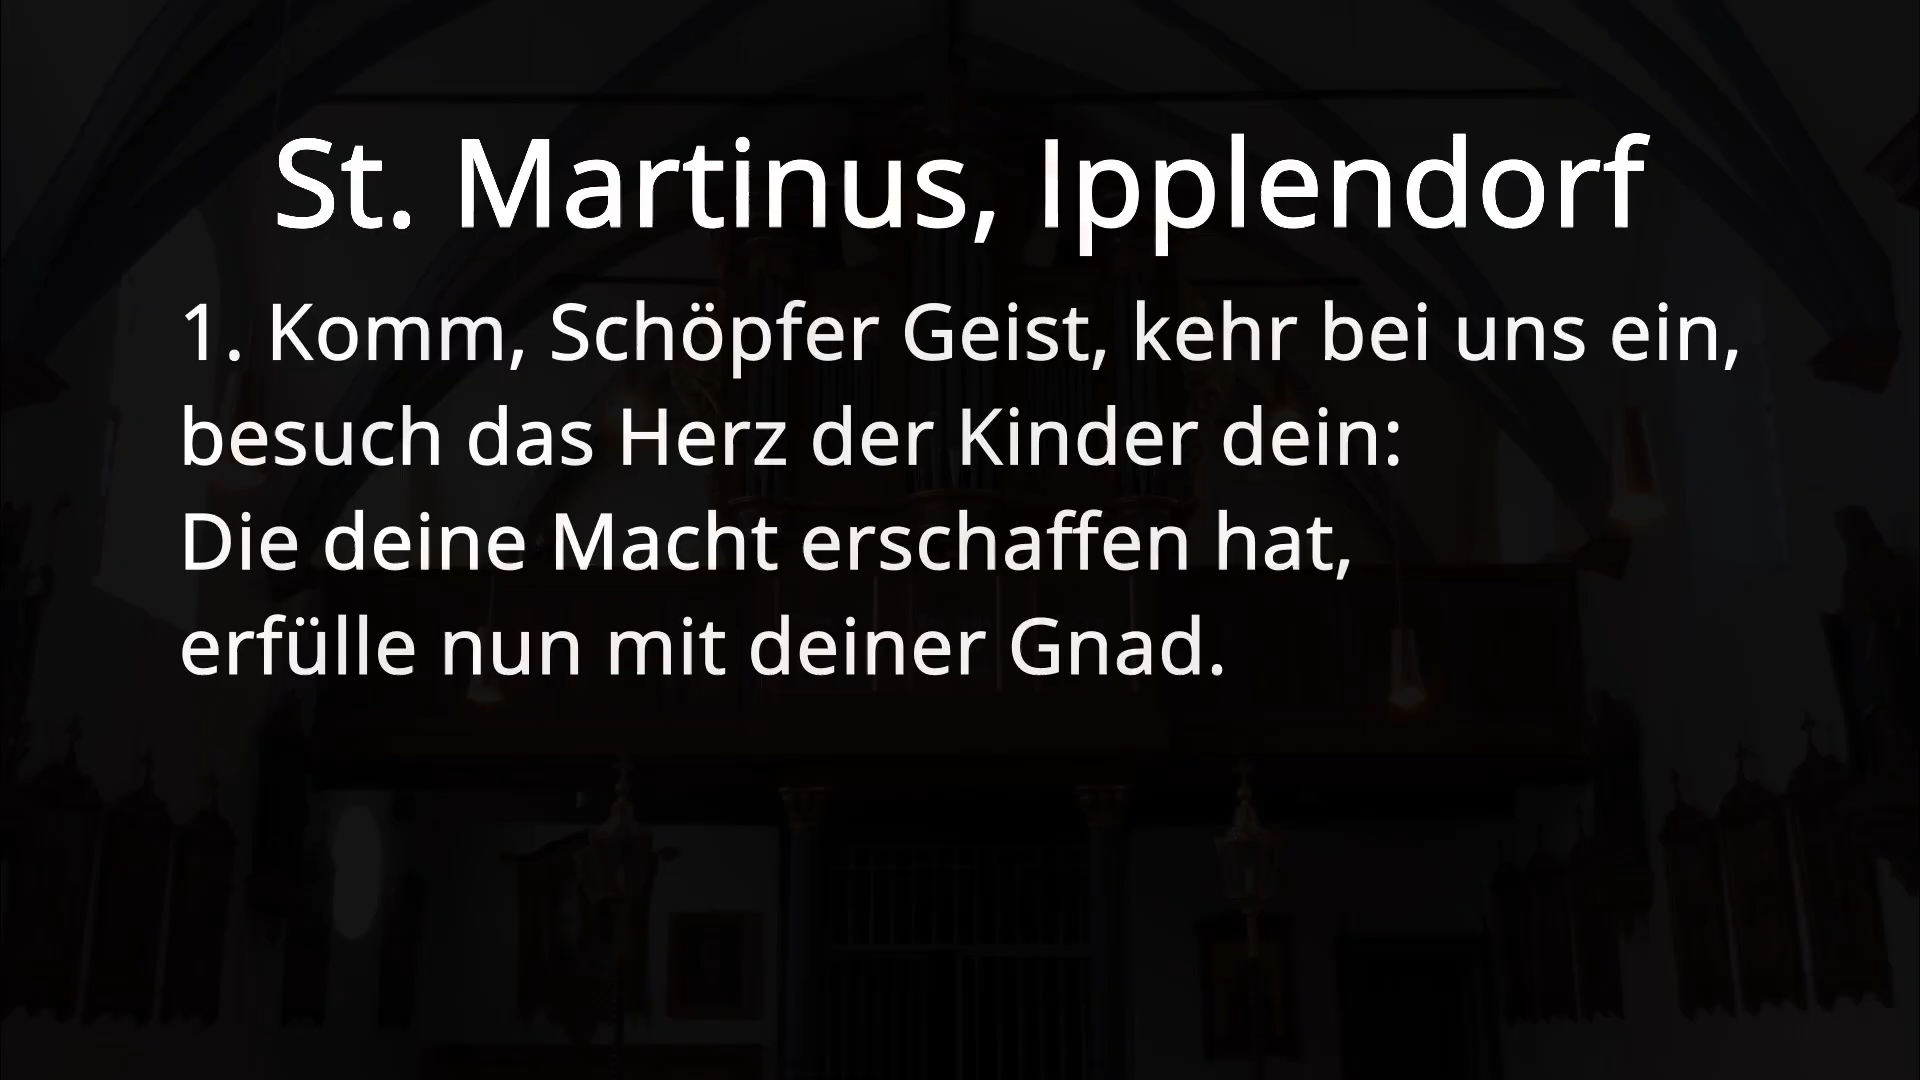 St. Martinus, Ipplendorf
1. Komm, Schöpfer Geist, kehr bei uns ein,
besuch das Herz der Kinder dein:
Die deine Macht erschaffen hat,
erfülle nun mit deiner Gnad.